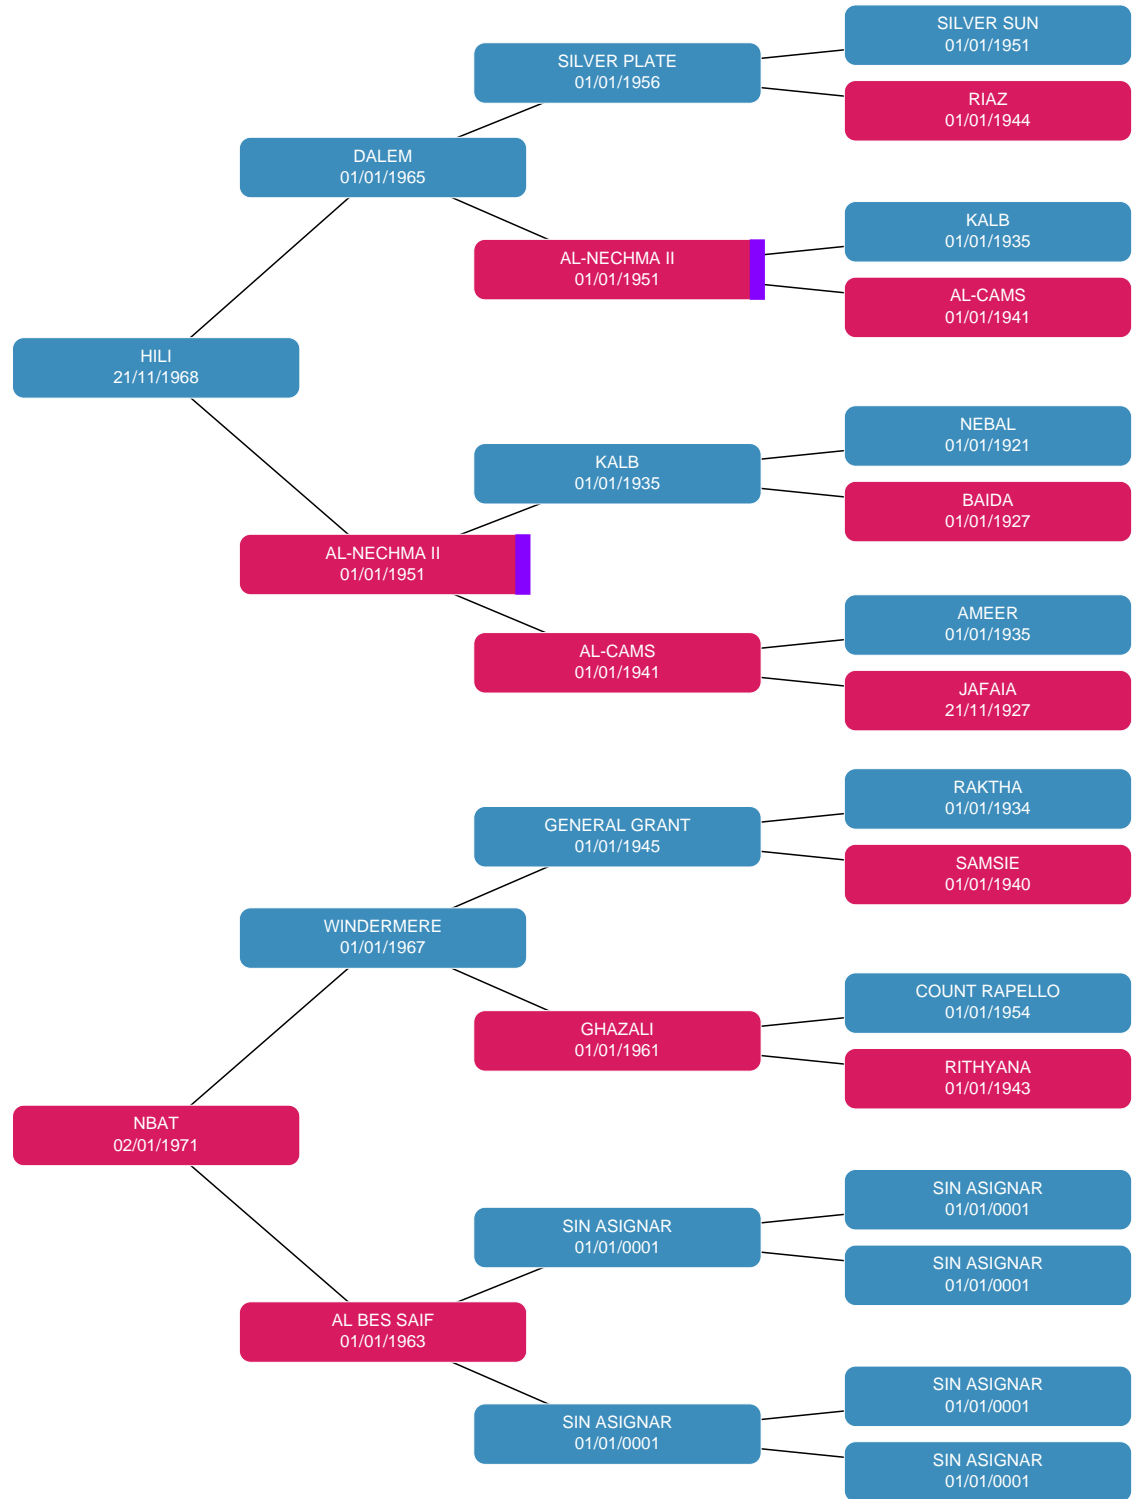 SILVER SUN
01/01/1951
SILVER PLATE
01/01/1956
RIAZ
01/01/1944
DALEM
01/01/1965
KALB
01/01/1935
AL-NECHMA II
01/01/1951
AL-CAMS
01/01/1941
HILI
21/11/1968
NEBAL
01/01/1921
KALB
01/01/1935
BAIDA
01/01/1927
AL-NECHMA II
01/01/1951
AMEER
01/01/1935
AL-CAMS
01/01/1941
JAFAIA
21/11/1927
RAKTHA
01/01/1934
GENERAL GRANT
01/01/1945
SAMSIE
01/01/1940
WINDERMERE
01/01/1967
COUNT RAPELLO
01/01/1954
GHAZALI
01/01/1961
RITHYANA
01/01/1943
NBAT
02/01/1971
SIN ASIGNAR
01/01/0001
SIN ASIGNAR
01/01/0001
SIN ASIGNAR
01/01/0001
AL BES SAIF
01/01/1963
SIN ASIGNAR
01/01/0001
SIN ASIGNAR
01/01/0001
SIN ASIGNAR
01/01/0001